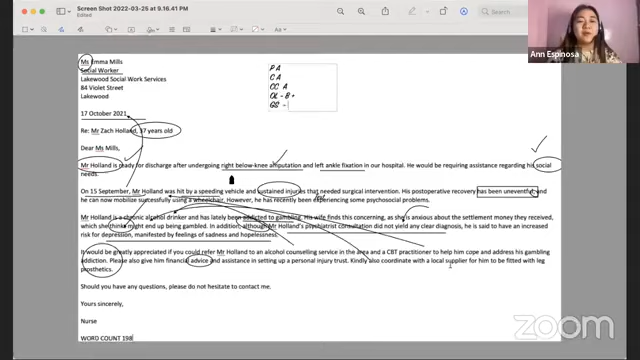 Screen Shot 2022-03-25 at 9.16.41 PM
Ann Espinosa
Ms Emma Mills
Social Worker
Lakewood Social Work Services
84 Violet Street
Lakewood
P A
C A
CC A
OL - B +
GS -
17 October 2021
Re: Mr Zach Holland, 37 years old
Dear Ms Mills,
Mr Holland is ready for discharge after undergoing right below-knee amputation and left ankle fixation in our hospital. He would be requiring assistance regarding his social
needs.
On 15 September, Mr Holland was hit by a speeding vehicle and sustained injuries that needed surgical intervention. His postoperative recovery has been uneventful, and
he can now mobilize successfully using a wheelchair. However, he has recently been experiencing some psychosocial problems.
Mr Holland is a chronic alcohol drinker and has lately been addicted to gambling. His wife finds this concerning, as she is anxious about the settlement money they received,
which she thinks might end up being gambled. In addition, although Mr Holland's psychiatrist consultation did not yield any clear diagnosis, he is said to have an increased
risk for depression, manifested by feelings of sadness and hopelessness.
It would be greatly appreciated if you could refer Mr Holland to an alcohol counselling service in the area and a CBT practitioner to help him cope and address his gambling
addiction. Please also give him financial advice and assistance in setting up a personal injury trust. Kindly also coordinate with a local supplier for him to be fitted with leg
prosthetics.
Should you have any questions, please do not hesitate to contact me.
Yours sincerely,
Nurse
WORD COUNT 198
zoom